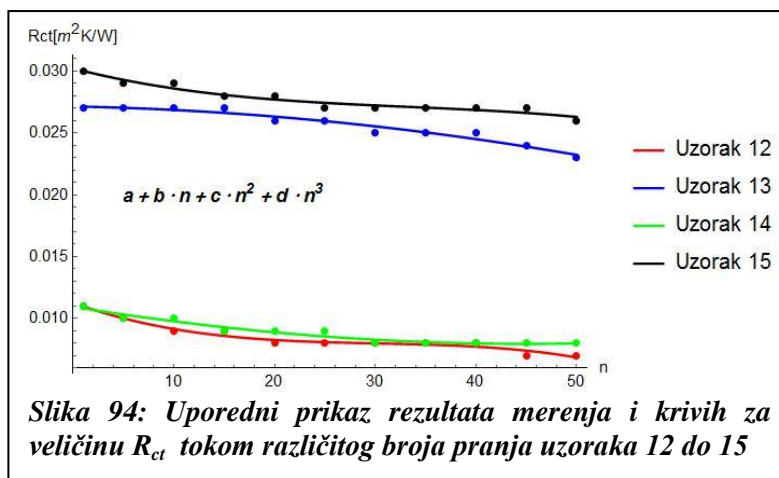 Rct[m²K/W]
0.030
0.025
0.020
0.015
0.010
a + b · n + c · n² + d · n³
10
20
30
40
50
n
Uzorak 12
Uzorak 13
Uzorak 14
Uzorak 15
Slika 94: Uporedni prikaz rezultata merenja i krivih za
veličinu Rct tokom različitog broja pranja uzoraka 12 do 15